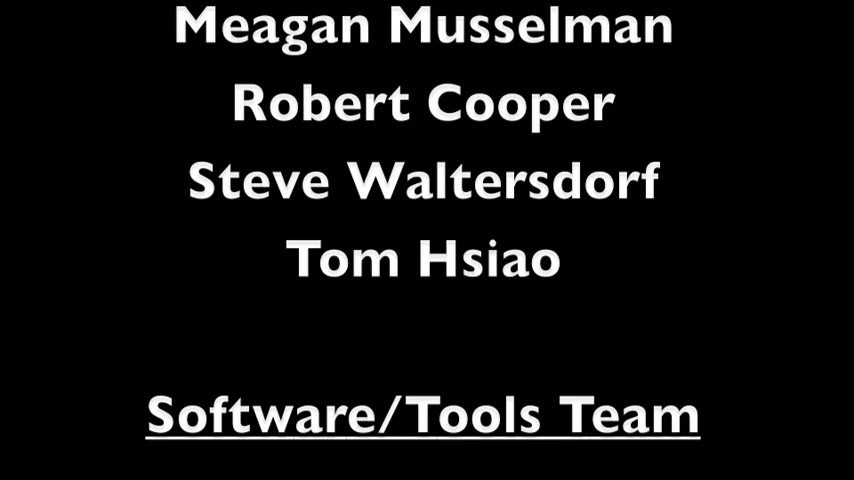 Meagan Musselman
Robert Cooper
Steve Waltersdorf
Tom Hsiao
Software/Tools Team